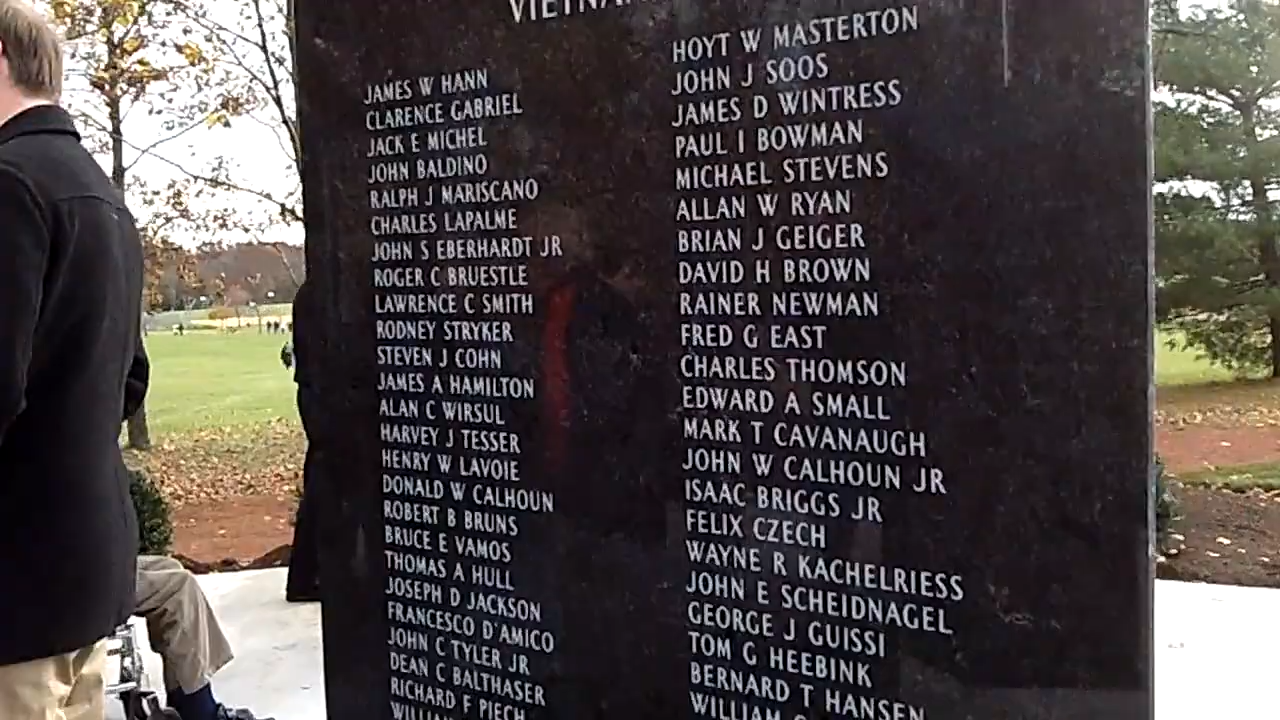 JAMES W HANN
CLARENCE GABRIEL
JACK E MICHEL
JOHN BALDINO
RALPH J MARISCANO
CHARLES LAPALME
JOHN S EBERHARDT JR
ROGER C BRUESTLE
LAWRENCE C SMITH
RODNEY STRYKER
STEVEN J COHN
JAMES A HAMILTON
ALAN C WIRSUL
HARVEY J TESSER
HENRY W LAVOIE
DONALD W CALHOUN
ROBERT B BRUNS
BRUCE E VAMOS
THOMAS A HULL
JOSEPH D JACKSON
FRANCESCO D'AMICO
JOHN C TYLER JR
DEAN C BALTHASER
RICHARD F PIECH
HOYT W MASTERTON
JOHN J SOOS
JAMES D WINTRESS
PAUL I BOWMAN
MICHAEL STEVENS
ALLAN W RYAN
BRIAN J GEIGER
DAVID H BROWN
RAINER NEWMAN
FRED G EAST
CHARLES THOMSON
EDWARD A SMALL
MARK T CAVANAUGH
JOHN W CALHOUN JR
ISAAC BRIGGS JR
FELIX CZECH
WAYNE R KACHELRIESS
JOHN E SCHEIDNAGEL
GEORGE J GUISSI
TOM G HEEBINK
BERNARD T HANSEN
WILLIAM